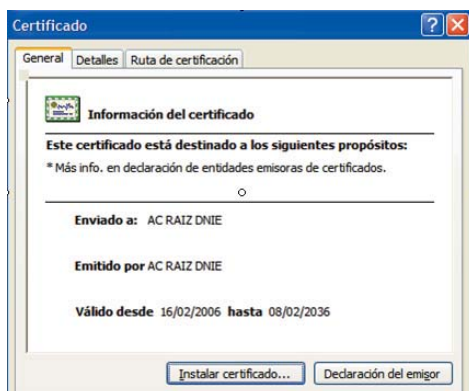 Certificado
General Detalles Ruta de certificación
Información del certificado
Este certificado está destinado a los siguientes propósitos:
* Más info. en declaración de entidades emisoras de certificados.
Enviado a: AC RAIZ DNIE
Emitido por AC RAIZ DNIE
Válido desde 16/02/2006 hasta 08/02/2036
Instalar certificado... Declaración del emisor